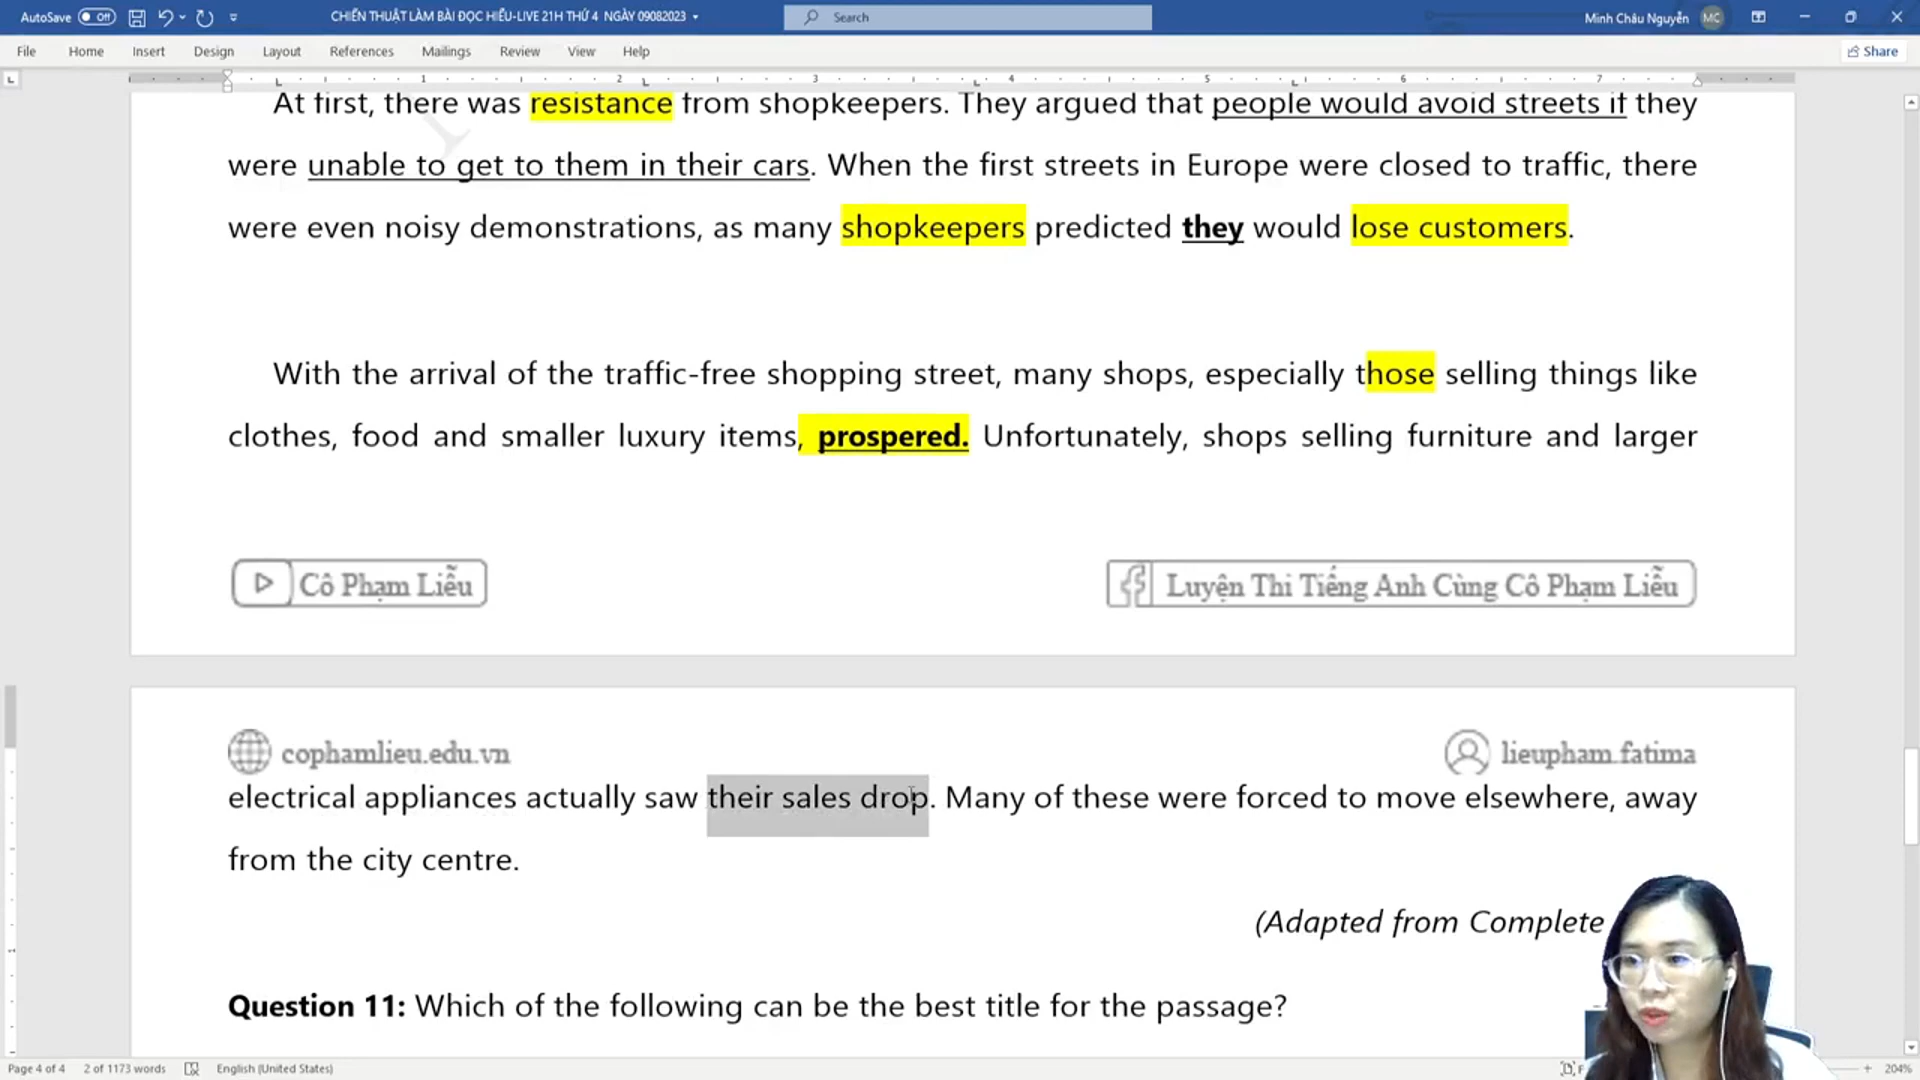 AutoSave Off CHIẾN THUẬT LÀM BÀI ĐỌC HIỂU-LIVE 21H THỨ 4 NGÀY 09082023 Search Minh Châu Nguyễn MC
File Home Insert Design Layout References Mailings Review View Help Share
1 2 3 4 5 6 7
At first, there was resistance from shopkeepers. They argued that people would avoid streets if they
were unable to get to them in their cars. When the first streets in Europe were closed to traffic, there
were even noisy demonstrations, as many shopkeepers predicted they would lose customers.
With the arrival of the traffic-free shopping street, many shops, especially those selling things like
clothes, food and smaller luxury items, prospered. Unfortunately, shops selling furniture and larger
Cô Phạm Liễu Luyện Thi Tiếng Anh Cùng Cô Phạm Liễu
cophamlieu.edu.vn lieupham.fatima
electrical appliances actually saw their sales drop. Many of these were forced to move elsewhere, away
from the city centre.
(Adapted from Complete
Question 11: Which of the following can be the best title for the passage?
Page 4 of 4 2 of 1173 words English (United States) 204%